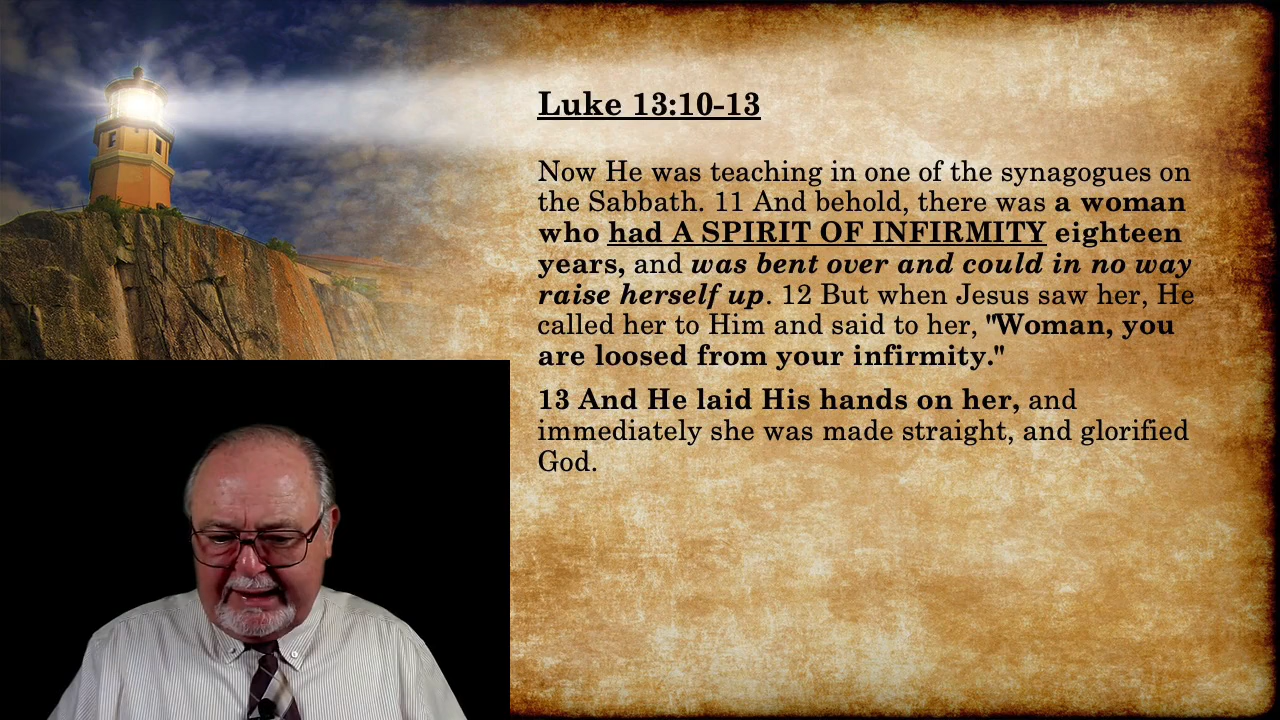 Luke 13:10-13
Now He was teaching in one of the synagogues on
the Sabbath. 11 And behold, there was a woman
who had A SPIRIT OF INFIRMITY eighteen
years, and was bent over and could in no way
raise herself up. 12 But when Jesus saw her, He
called her to Him and said to her, "Woman, you
are loosed from your infirmity."
13 And He laid His hands on her, and
immediately she was made straight, and glorified
God.